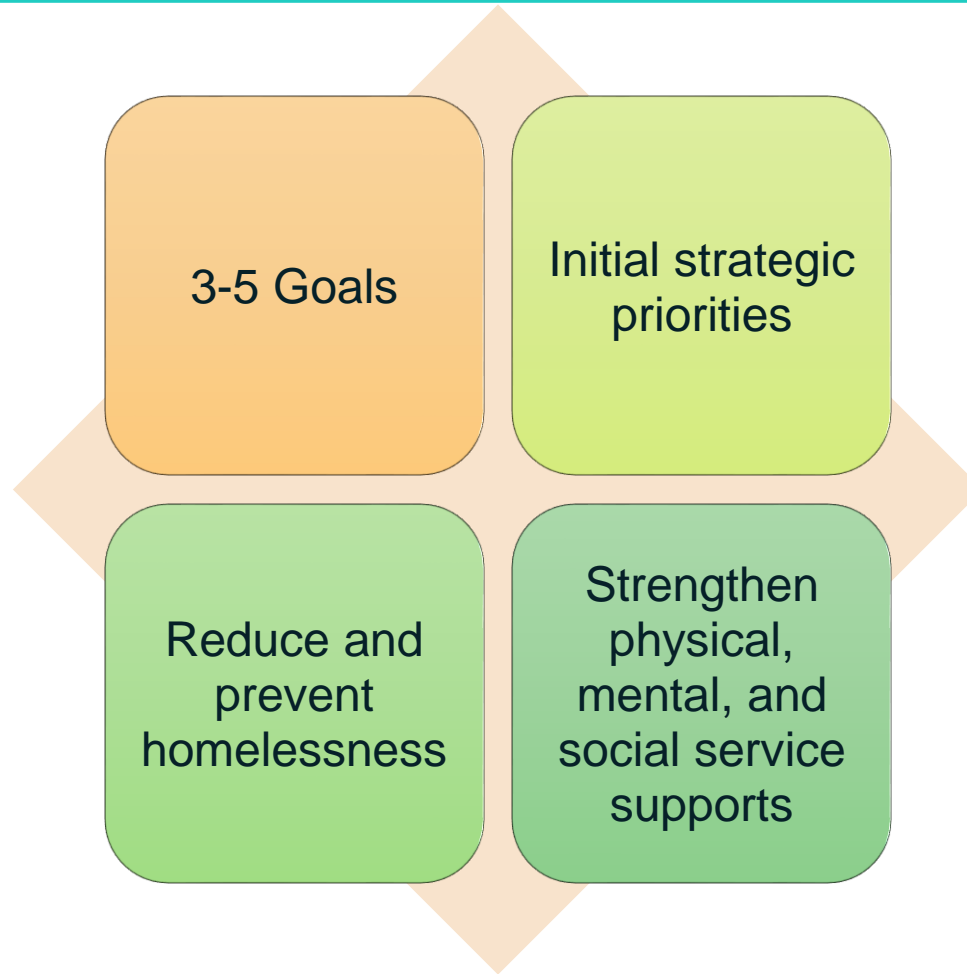 3-5 Goals
Initial strategic
priorities
Reduce and
prevent
homelessness
Strengthen
physical,
mental, and
social service
supports